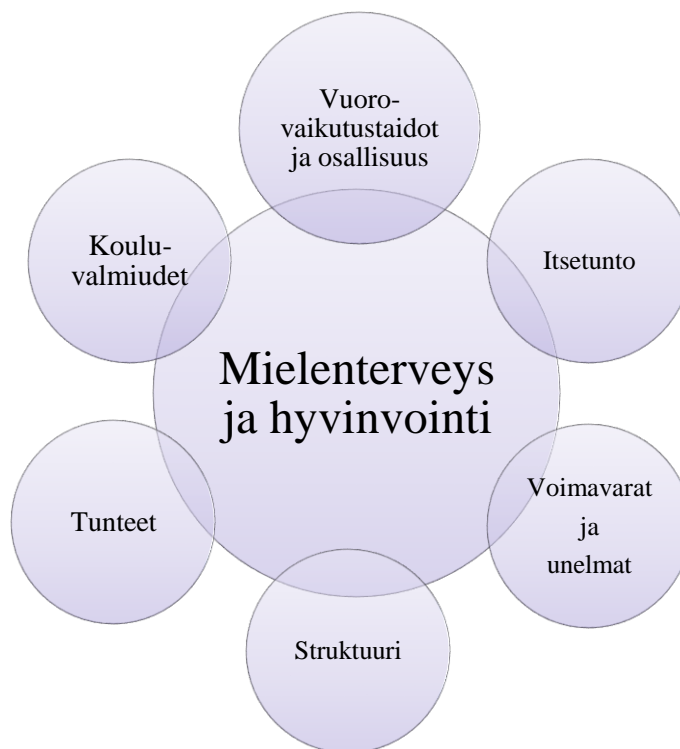 Vuoro-
vaikutustaidot
ja osallisuus
Koulu-
valmiudet
Itsetunto
Mielenterveys
ja hyvinvointi
Tunteet
Voimavarat
ja
unelmat
Struktuuri